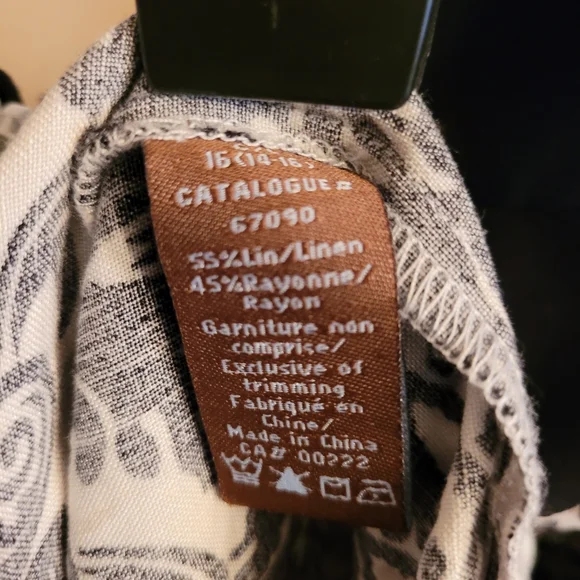 16(14-16)
CATALOGUE#
67090
55%Lin/Linen
45%Rayonne/
Rayon
Garniture non
comprise/
Exclusive of
trimming
Fabriqué en
Chine/
Made in China
CA# 00222